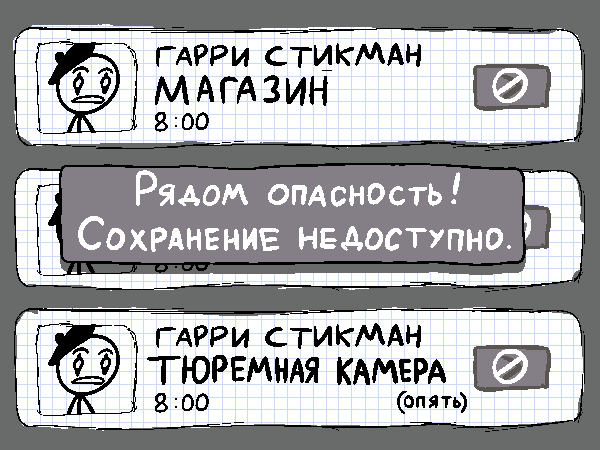 ГАРРИ СТИКМАН
МАГАЗИН
8:00
Рядом опасность!
Сохранение недоступно.
ГАРРИ СТИКМАН
ТЮРЕМНАЯ КАМЕРА
8:00 (опять)